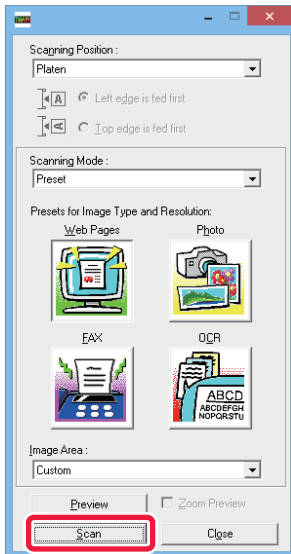 Scanning Position :
Platen
A
Left edge is fed first
A
Top edge is fed first
Scanning Mode :
Preset
Presets for Image Type and Resolution:
Web Pages Photo
FAX OCR
ABCD
ABCDEFGH
NOPQRSTU
Image Area :
Custom
Preview Zoom Preview
Scan Close